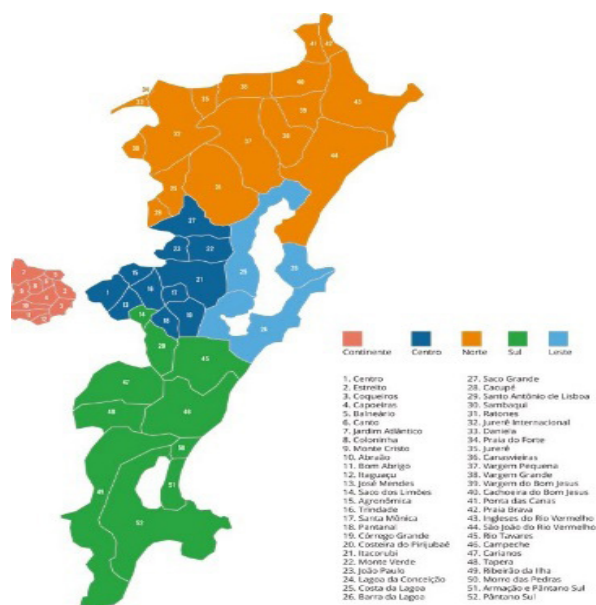 Continente
Centro
Norte
Sul
Leste
1. Centro
2. Estreito
3. Coqueiros
4. Capoeiras
5. Balneário
6. Canto
7. Jardim Atlântico
8. Coloninha
9. Monte Cristo
10. Abraão
11. Bom Abrigo
12. Itaguaçu
13. José Mendes
14. Saco dos Limões
15. Agronômica
16. Trindade
17. Santa Mônica
18. Pantanal
19. Córrego Grande
20. Costeira do Pirijubaé
21. Itacorubi
22. Monte Verde
23. João Paulo
24. Lagoa da Conceição
25. Costa da Lagoa
26. Barra da Lagoa
27. Saco Grande
28. Cacupé
29. Santo Antônio de Lisboa
30. Sambaqui
31. Ratones
32. Jurerê Internacional
33. Daniela
34. Praia do Forte
35. Jurerê
36. Canasvieiras
37. Vargem Pequena
38. Vargem Grande
39. Vargem do Bom Jesus
40. Cachoeira do Bom Jesus
41. Ponta das Canas
42. Praia Brava
43. Ingleses do Rio Vermelho
44. São João do Rio Vermelho
45. Rio Tavares
46. Campeche
47. Carianos
48. Tapera
49. Ribeirão da Ilha
50. Morro das Pedras
51. Armação e Pântano Sul
52. Pântano Sul